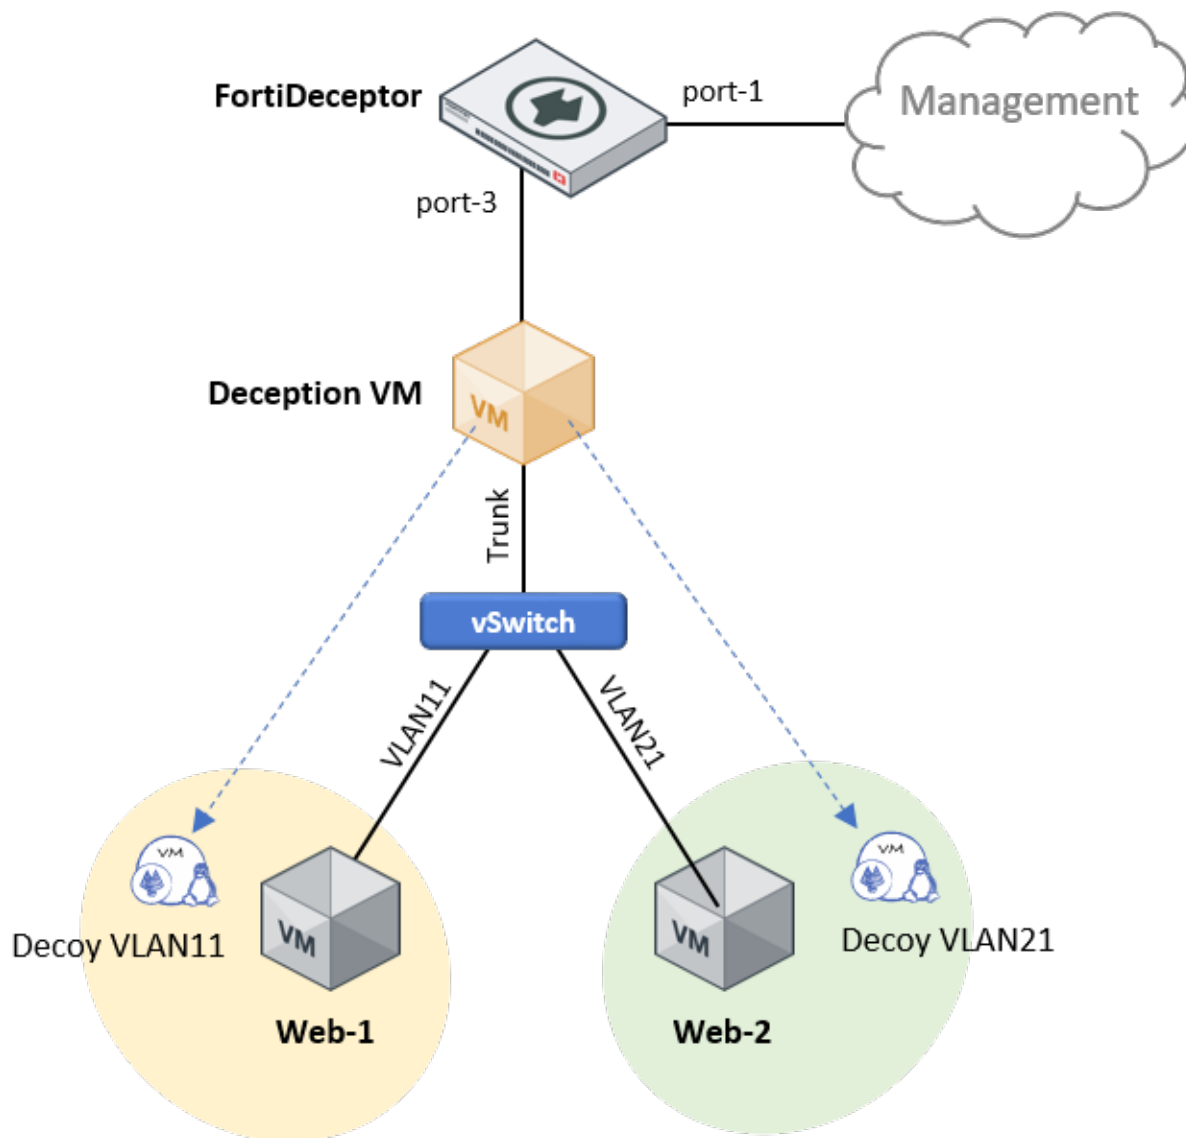 FortiDeceptor
port-1
Management
port-3
Deception VM
VM
Trunk
vSwitch
VLAN11
VLAN21
VM
VM
Decoy VLAN11
VM
VM
Decoy VLAN21
Web-1
Web-2